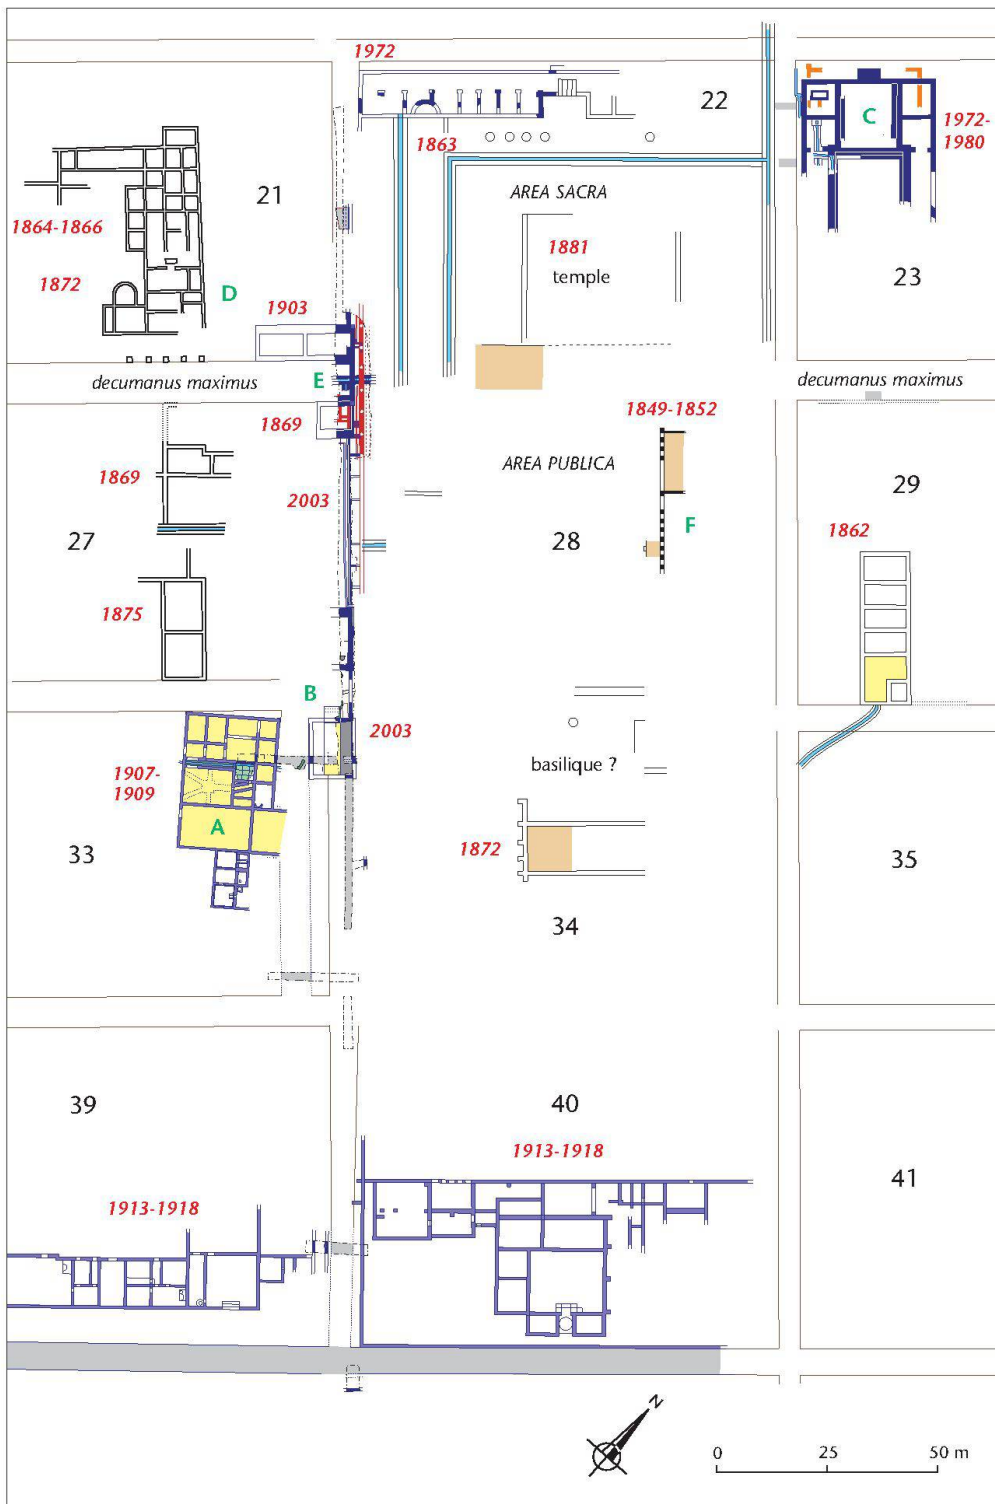 1972
22
1863
C
1972-
1980
21
AREA SACRA
1864-1866
1881
temple
1872
D
23
1903
decumanus maximus
E
decumanus maximus
1869
1849-1852
AREA PUBLICA
1869
2003
29
F
27
28
1862
1875
B
2003
1907-
1909
basilique ?
A
33
1872
35
34
39
40
1913-1918
41
1913-1918
N
0
25
50 m